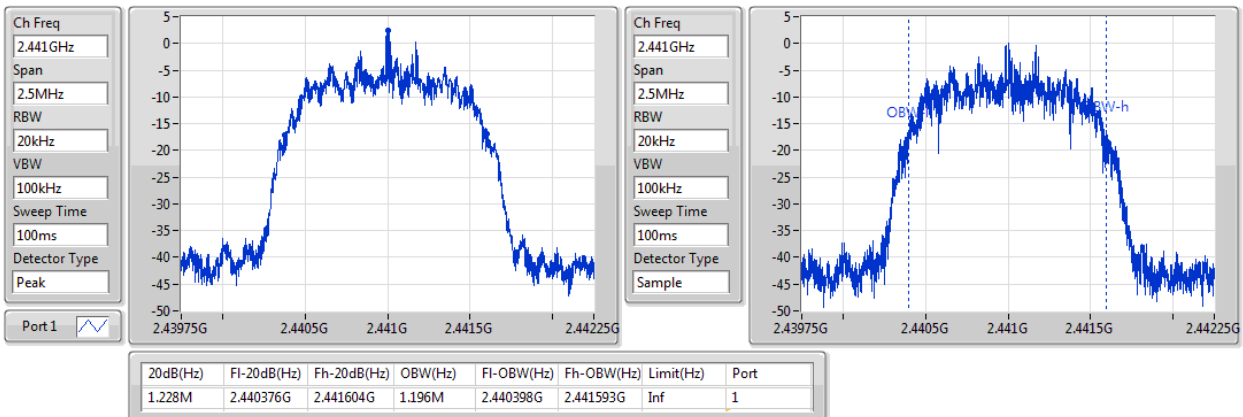 Ch Freq
2.441GHz
Span
2.5MHz
RBW
20kHz
VBW
100kHz
Sweep Time
100ms
Detector Type
Peak
Port 1
5
0
-5
-10
-15
-20
-25
-30
-35
-40
-45
-50
2.43975G 2.4405G 2.441G 2.4415G 2.44225G
Ch Freq
2.441GHz
Span
2.5MHz
RBW
20kHz
VBW
100kHz
Sweep Time
100ms
Detector Type
Sample
5
0
-5
-10
-15
-20
-25
-30
-35
-40
-45
-50
2.43975G 2.4405G 2.441G 2.4415G 2.44225G
20dB(Hz) Fl-20dB(Hz) Fh-20dB(Hz) OBW(Hz) Fl-OBW(Hz) Fh-OBW(Hz) Limit(Hz) Port
1.228M 2.440376G 2.441604G 1.196M 2.440398G 2.441593G Inf 1